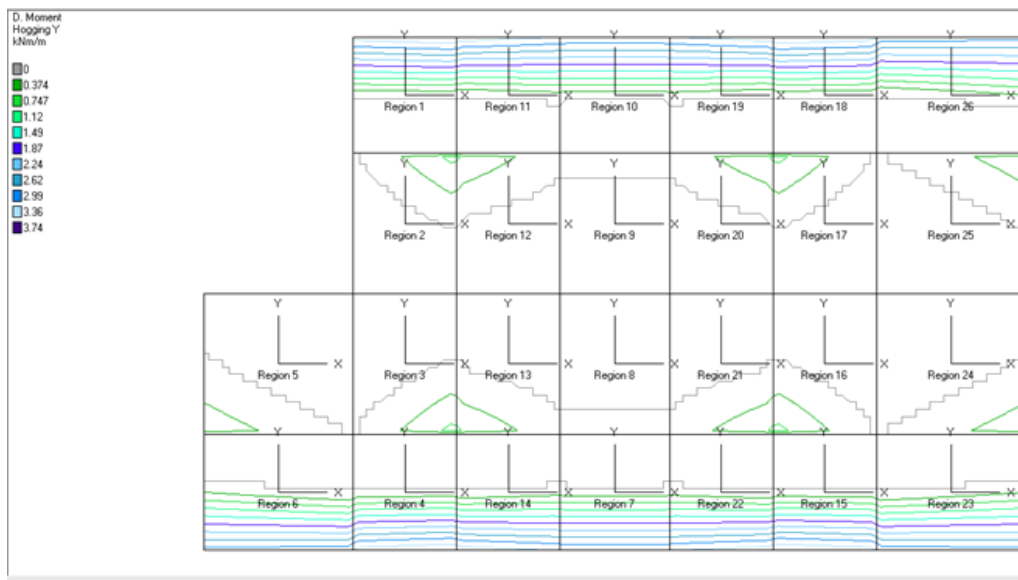 D. Moment
Hogging Y'
kNm/m
0
0.374
0.747
1.12
1.49
1.87
2.24
2.62
2.99
3.36
3.74
Y Y Y Y Y Y
X X X X X X
Region 1 Region 11 Region 10 Region 19 Region 18 Region 26
Y Y Y Y Y Y
X X X X X X
Region 2 Region 12 Region 9 Region 20 Region 17 Region 25
Y Y Y Y Y Y Y
X X X X X X X
Region 5 Region 3 Region 13 Region 8 Region 21 Region 16 Region 24
Y Y Y Y Y Y Y
X X X X X X X
Region 6 Region 4 Region 14 Region 7 Region 22 Region 15 Region 23